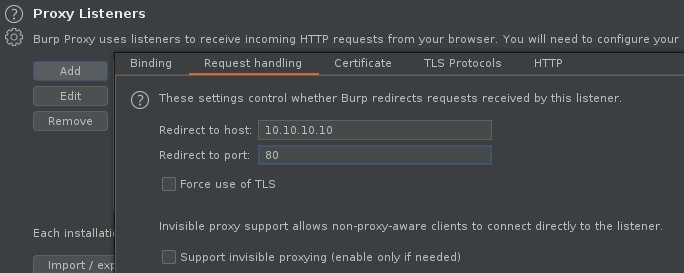 Proxy Listeners
Burp Proxy uses listeners to receive incoming HTTP requests from your browser. You will need to configure your
Add
Edit
Remove
Binding Request handling Certificate TLS Protocols HTTP
These settings control whether Burp redirects requests received by this listener.
Redirect to host: 10.10.10.10
Redirect to port: 80
Force use of TLS
Invisible proxy support allows non-proxy-aware clients to connect directly to the listener.
Each installatio
Support invisible proxying (enable only if needed)
Import / exp